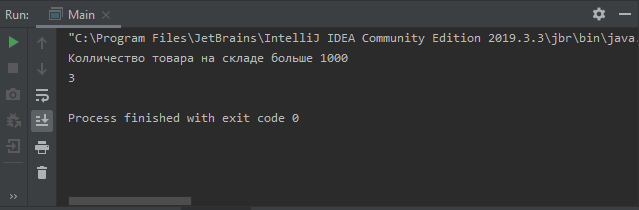 Run: Main
"C:\Program Files\JetBrains\IntelliJ IDEA Community Edition 2019.3.3\jbr\bin\java.
Колличество товара на складе больше 1000
3
Process finished with exit code 0